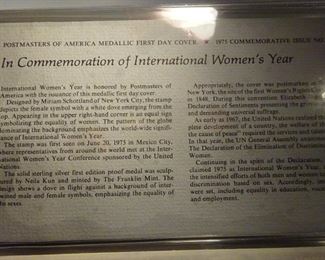 POSTMASTERS OF AMERICA MEDALLIC FIRST DAY COVER ★ 1975 COMMEMORATIVE ISSUE NO.
In Commemoration of International Women's Year
International Women's Year is honored by Postmasters of
America with the issuance of this medallic first day cover.
Designed by Miriam Schottland of New York City, the stamp
depicts the female symbol with a white dove emerging from the
top. Appearing in the upper right-hand corner is an equal sign
symbolizing the equality of women. The pattern of the globe
dominating the background emphasizes the world-wide signifi-
cance of International Women's Year.
The stamp was first seen on June 20, 1975 in Mexico City,
where representatives from around the world met at the Inter-
national Women's Year Conference sponsored by the United
Nations.
The solid sterling silver first edition proof medal was sculp-
tured by Neila Kun and minted by The Franklin Mint. The
design shows a dove in flight against a background of inter-
twined male and female symbols, emphasizing the equality of
the sexes.
Appropriately, the cover was postmarked
New York, the site of the first Women's Rights
in 1848. During this convention Elizabeth
Declaration of Sentiments presenting the
and demanding universal suffrage.
As early as 1967, the United Nations realized
plete development of a country, the welfare of
the cause of peace" required the services and
In that year, the UN General Assembly
The Declaration of the Elimination of Discrim
Women.
Continuing in the spirit of the Declaration,
claimed 1975 as International Women's Year,
the intensified efforts of both men and women
discrimination based on sex. Accordingly,
were set, including equality in education,
and employment.